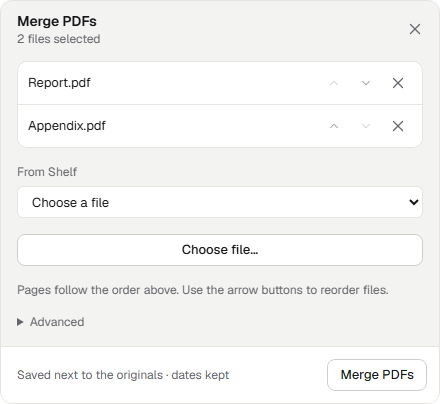 Merge PDFs
2 files selected
Report.pdf
Appendix.pdf
From Shelf
Choose a file
Choose file...
Pages follow the order above. Use the arrow buttons to reorder files.
Advanced
Saved next to the originals · dates kept
Merge PDFs